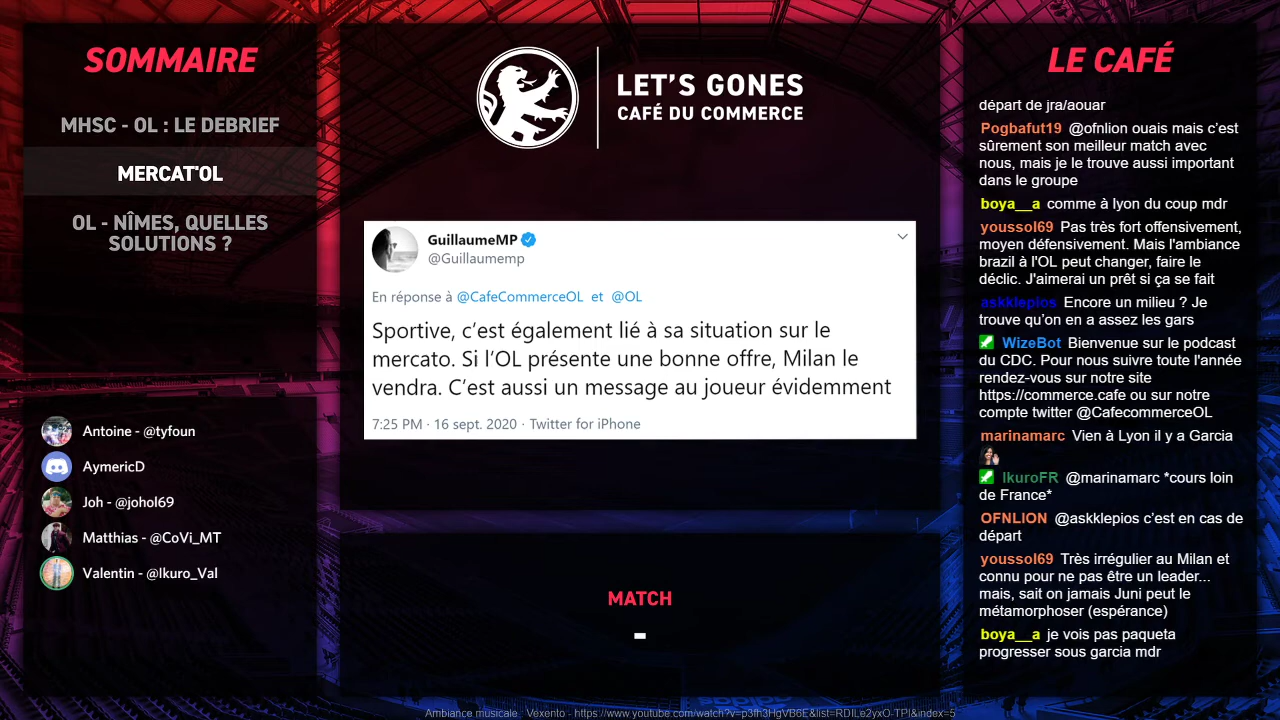 SOMMAIRE
MHSC - OL : LE DEBRIEF
MERCAT'OL
OL - NÎMES, QUELLES
SOLUTIONS ?
Antoine - @tyfoun
AymericD
Joh - @johol69
Matthias - @CoVi_MT
Valentin - @Ikuro_Val
LET'S GONES
CAFÉ DU COMMERCE
GuillaumeMP
@Guillaumemp
En réponse à @CafeCommerceOL et @OL
Sportive, c'est également lié à sa situation sur le
mercato. Si l'OL présente une bonne offre, Milan le
vendra. C'est aussi un message au joueur évidemment
7:25 PM · 16 sept. 2020 · Twitter for iPhone
MATCH
-
LE CAFÉ
départ de jra/aouar
Pogbafut19 @ofnlion ouais mais c'est
sûrement son meilleur match avec
nous, mais je le trouve aussi important
dans le groupe
boya__a comme à lyon du coup mdr
youssol69 Pas très fort offensivement,
moyen défensivement. Mais l'ambiance
brazil à l'OL peut changer, faire le
déclic. J'aimerai un prêt si ça se fait
askklepios Encore un milieu ? Je
trouve qu'on en a assez les gars
WizeBot Bienvenue sur le podcast
du CDC. Pour nous suivre toute l'année
rendez-vous sur notre site
https://commerce.cafe ou sur notre
compte twitter @CafecommerceOL
marinamarc Vien à Lyon il y a Garcia
IkuroFR @marinamarc *cours loin
de France*
OFNLION @askklepios c'est en cas de
départ
youssol69 Très irrégulier au Milan et
connu pour ne pas être un leader...
mais, sait on jamais Juni peut le
métamorphoser (espérance)
boya__a je vois pas paqueta
progresser sous garcia mdr
Ambiance musicale : Vexento - https://www.youtube.com/watch?v=p3fh3HgVB6E&list=RDILe2yxO-TPI&index=5